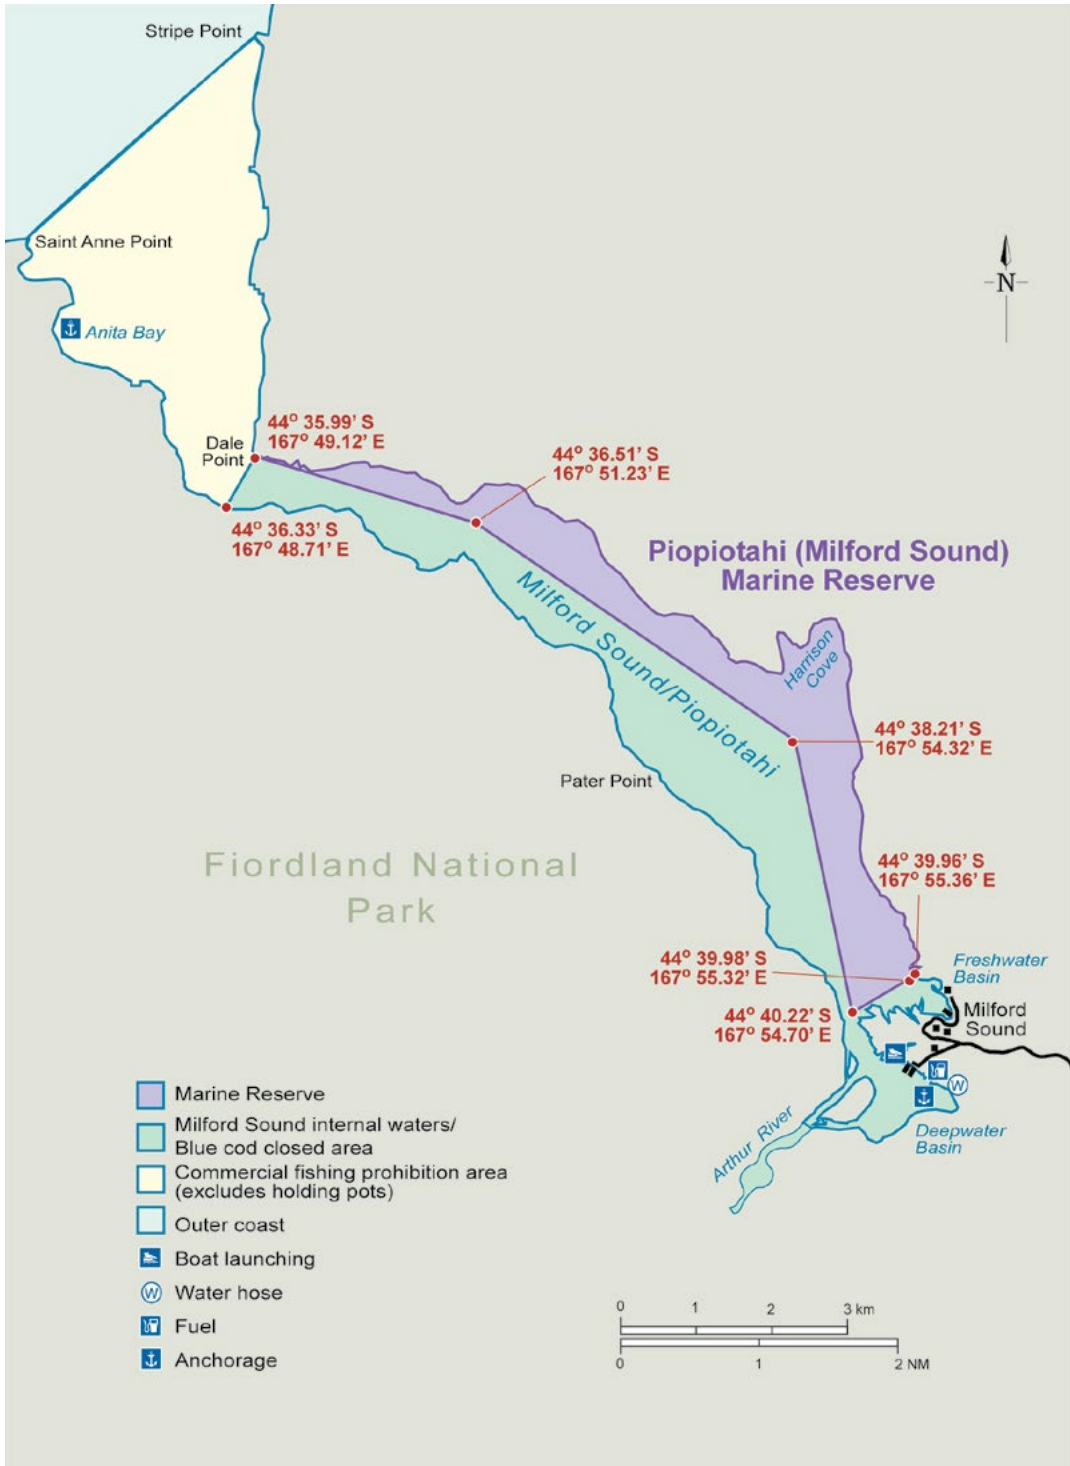 Stripe Point
Saint Anne Point
Anita Bay
Dale
Point
44° 35.99' S
167° 49.12' E
44° 36.51' S
167° 51.23' E
44° 36.33' S
167° 48.71' E
Piopiotahi (Milford Sound)
Marine Reserve
Milford Sound/Piopiotahi
Harrison
Cove
N
44° 38.21' S
167° 54.32' E
Pater Point
Fiordland National
Park
44° 39.96' S
167° 55.36' E
44° 39.98' S
167° 55.32' E
44° 40.22' S
167° 54.70' E
Freshwater
Basin
Milford
Sound
W
Deepwater
Basin
Arthur River
Marine Reserve
Milford Sound internal waters/
Blue cod closed area
Commercial fishing prohibition area
(excludes holding pots)
Outer coast
Boat launching
W
Water hose
Fuel
Anchorage
0 1 2 3 km
0 1 2 NM